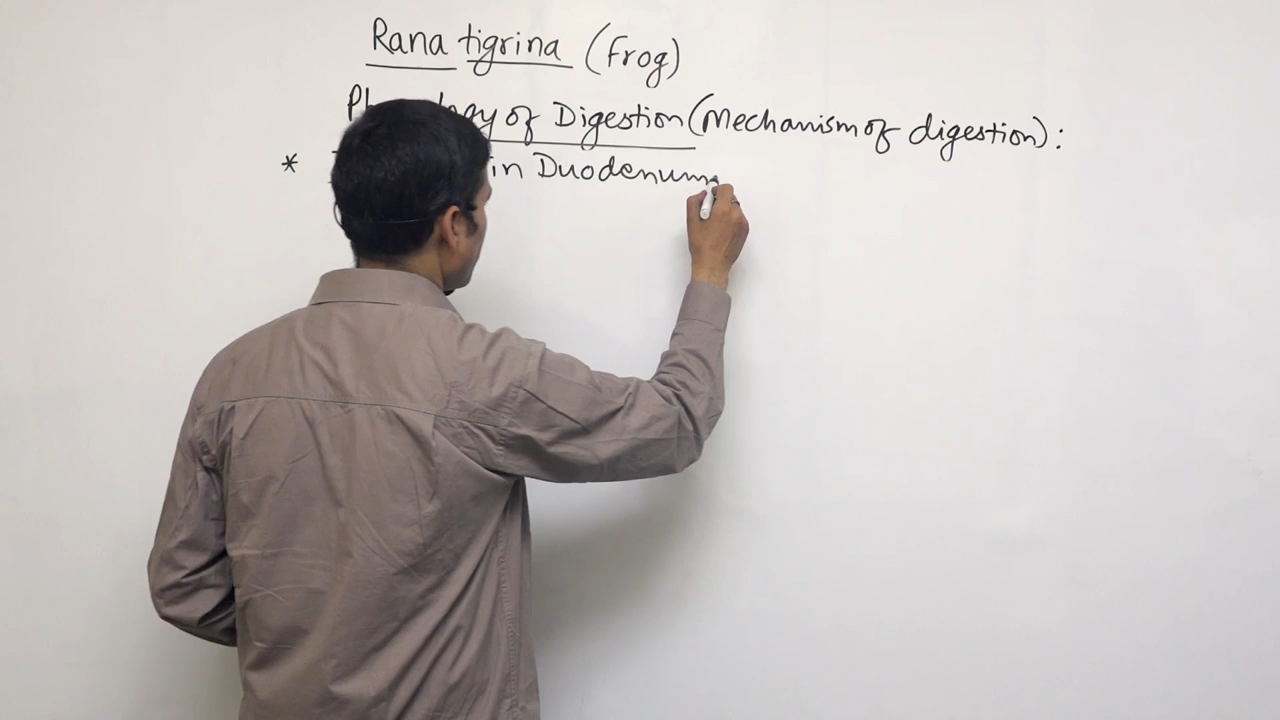 Rana tigrina (frog)
of Digestion (Mechanism of digestion):
* in Duodenum